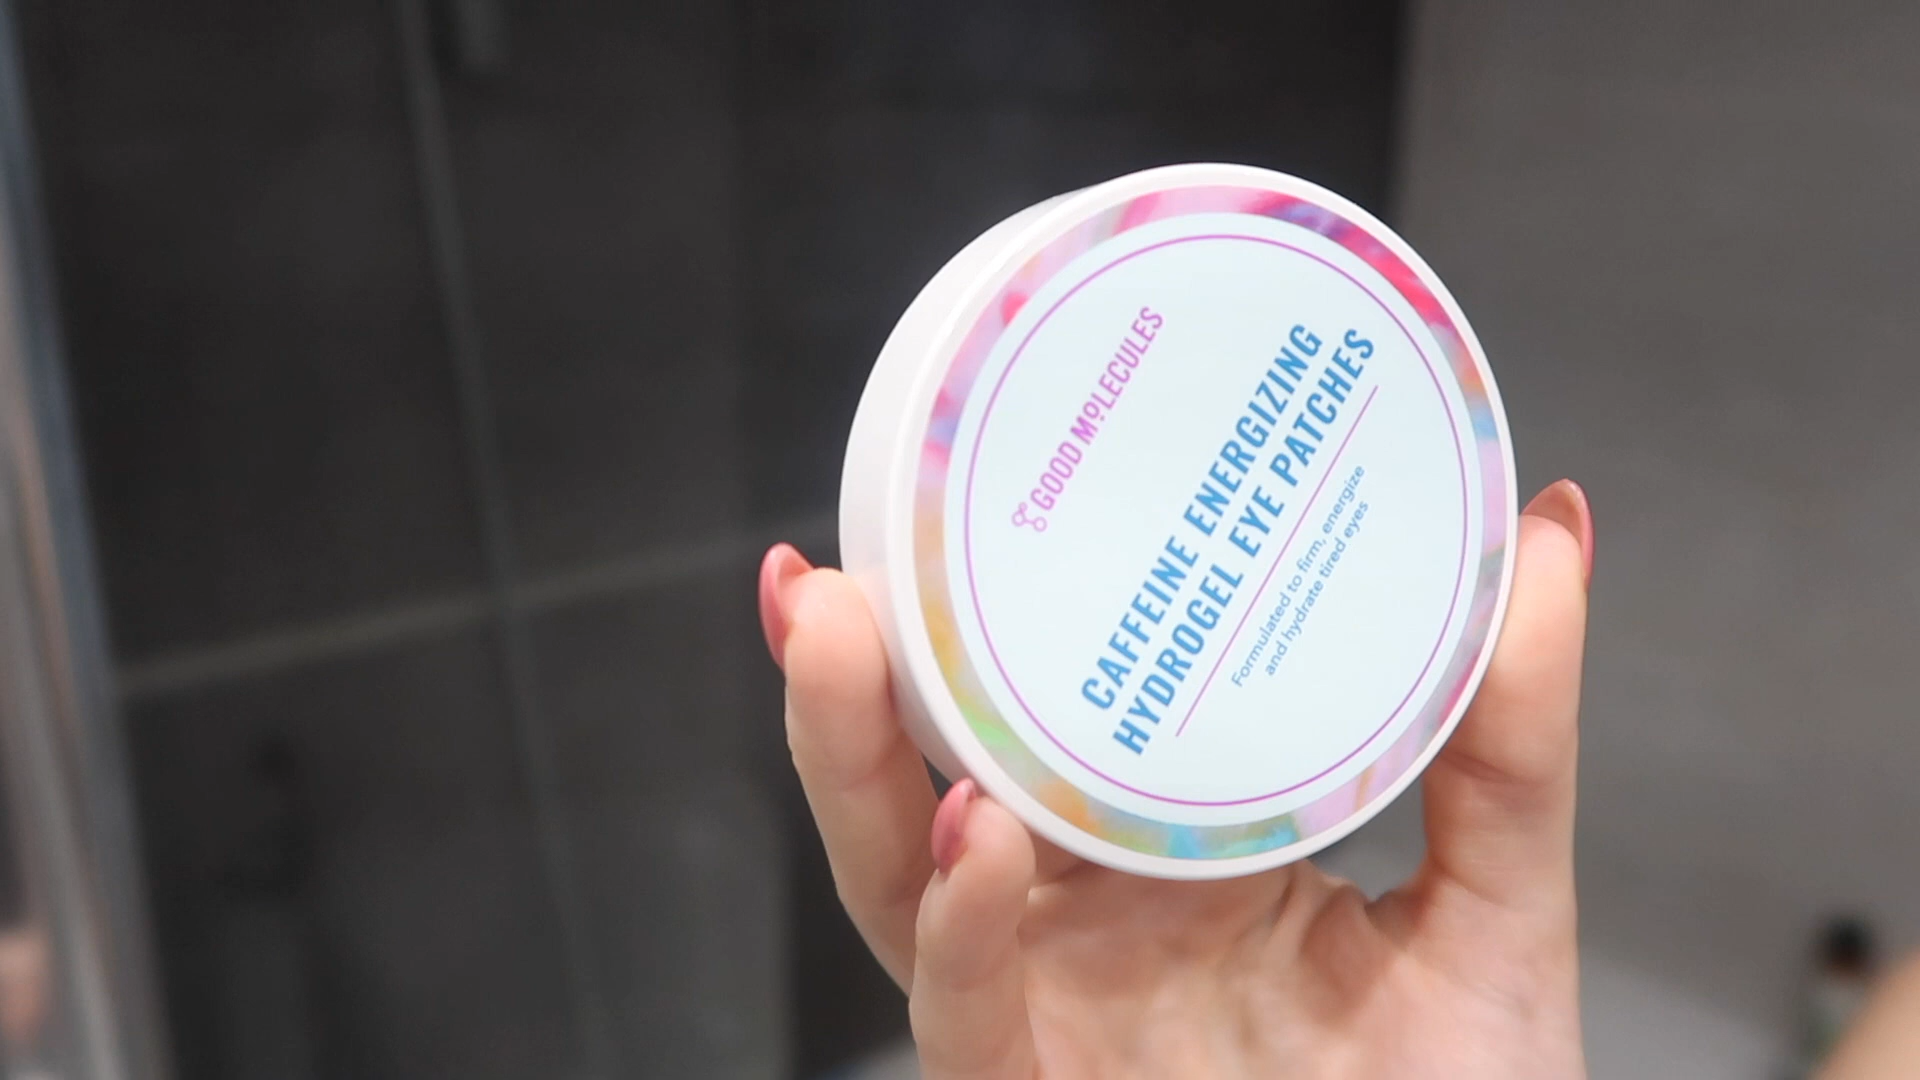 GOOD MOLECULES
CAFFEINE ENERGIZING
HYDROGEL EYE PATCHES
Formulated to firm, energize
and hydrate tired eyes